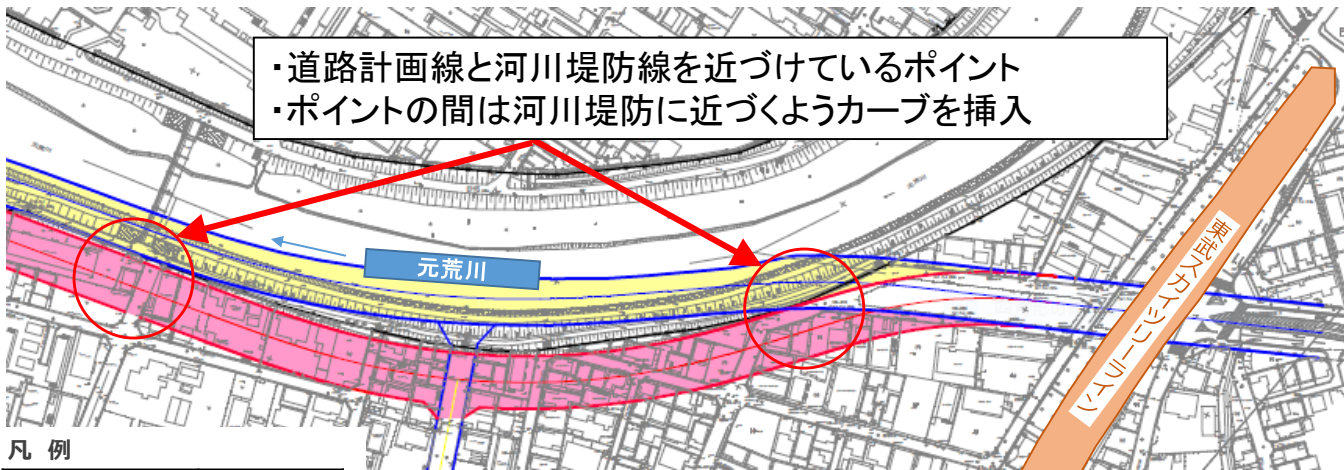 ・道路計画線と河川堤防線を近づけているポイント
・ポイントの間は河川堤防に近づくようカーブを挿入
元荒川
東武スカイツリーライン
凡 例